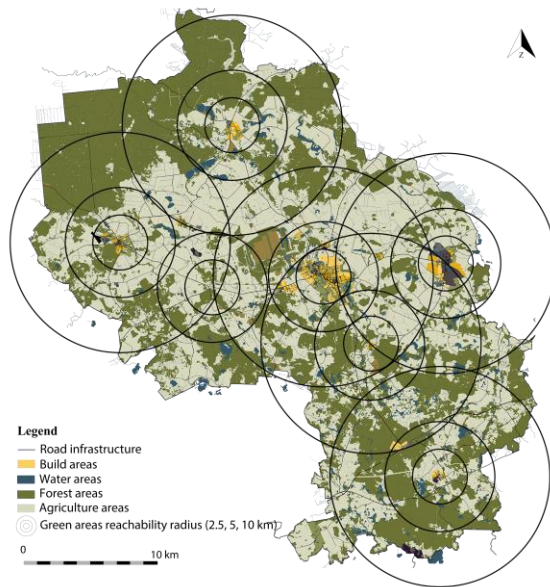 Z
Legend
Road infrastructure
Build areas
Water areas
Forest areas
Agriculture areas
Green areas reachability radius (2.5, 5, 10 km)
0 10 km